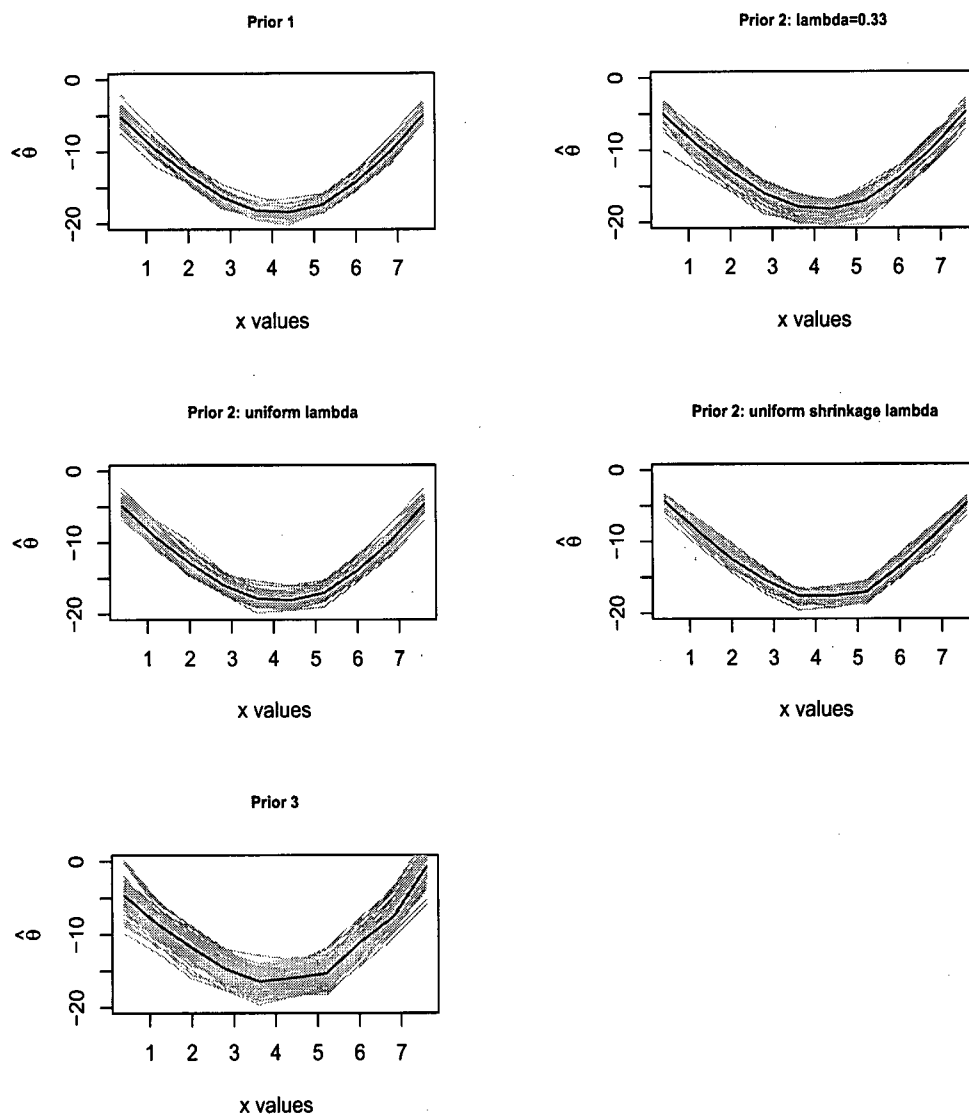 Prior 1
0
−10
−20
θ̂
1 2 3 4 5 6 7
x values
Prior 2: lambda=0.33
0
−10
−20
θ̂
1 2 3 4 5 6 7
x values
Prior 2: uniform lambda
0
−10
−20
θ̂
1 2 3 4 5 6 7
x values
Prior 2: uniform shrinkage lambda
0
−10
−20
θ̂
1 2 3 4 5 6 7
x values
Prior 3
0
−10
−20
θ̂
1 2 3 4 5 6 7
x values